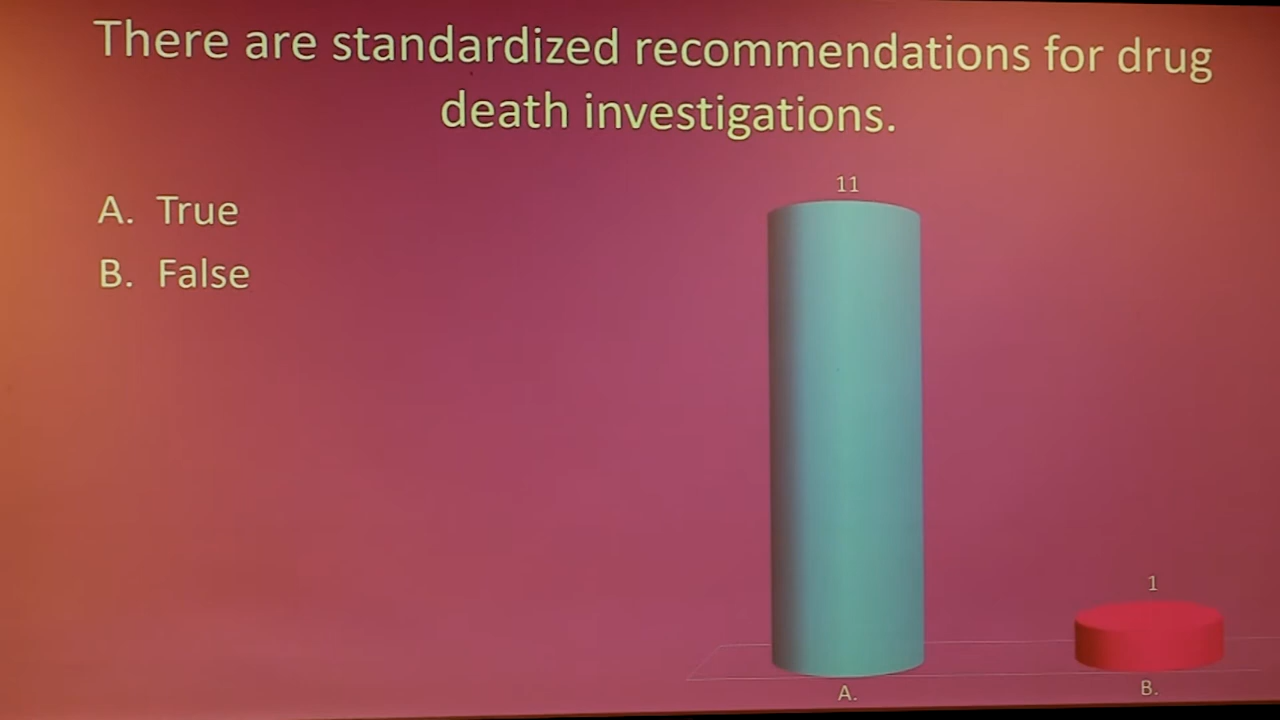 There are standardized recommendations for drug
death investigations.
A. True
B. False
11
1
A.
B.